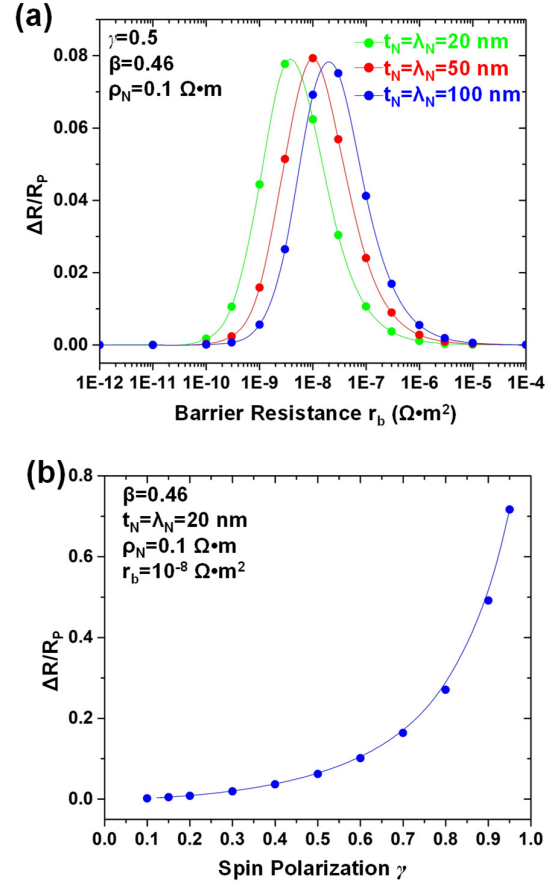 (a)
γ=0.5
β=0.46
ρN=0.1 Ω•m
tN=λN=20 nm
tN=λN=50 nm
tN=λN=100 nm
ΔR/RP
0.08
0.06
0.04
0.02
0.00
1E-12 1E-11 1E-10 1E-9 1E-8 1E-7 1E-6 1E-5 1E-4
Barrier Resistance rb (Ω•m²)
(b)
β=0.46
tN=λN=20 nm
ρN=0.1 Ω•m
rb=10⁻⁸ Ω•m²
ΔR/RP
0.8
0.6
0.4
0.2
0.0
0.0 0.1 0.2 0.3 0.4 0.5 0.6 0.7 0.8 0.9 1.0
Spin Polarization γ